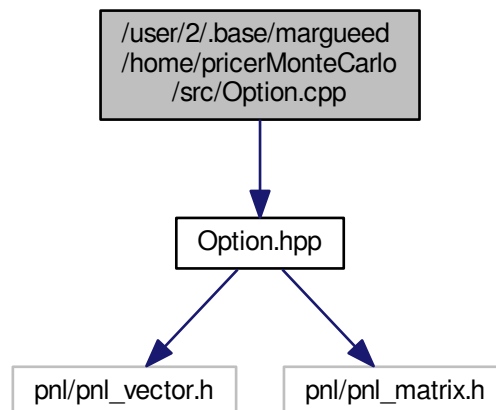 /user/2/.base/margueed
/home/pricerMonteCarlo
/src/Option.cpp
Option.hpp
pnl/pnl_vector.h
pnl/pnl_matrix.h